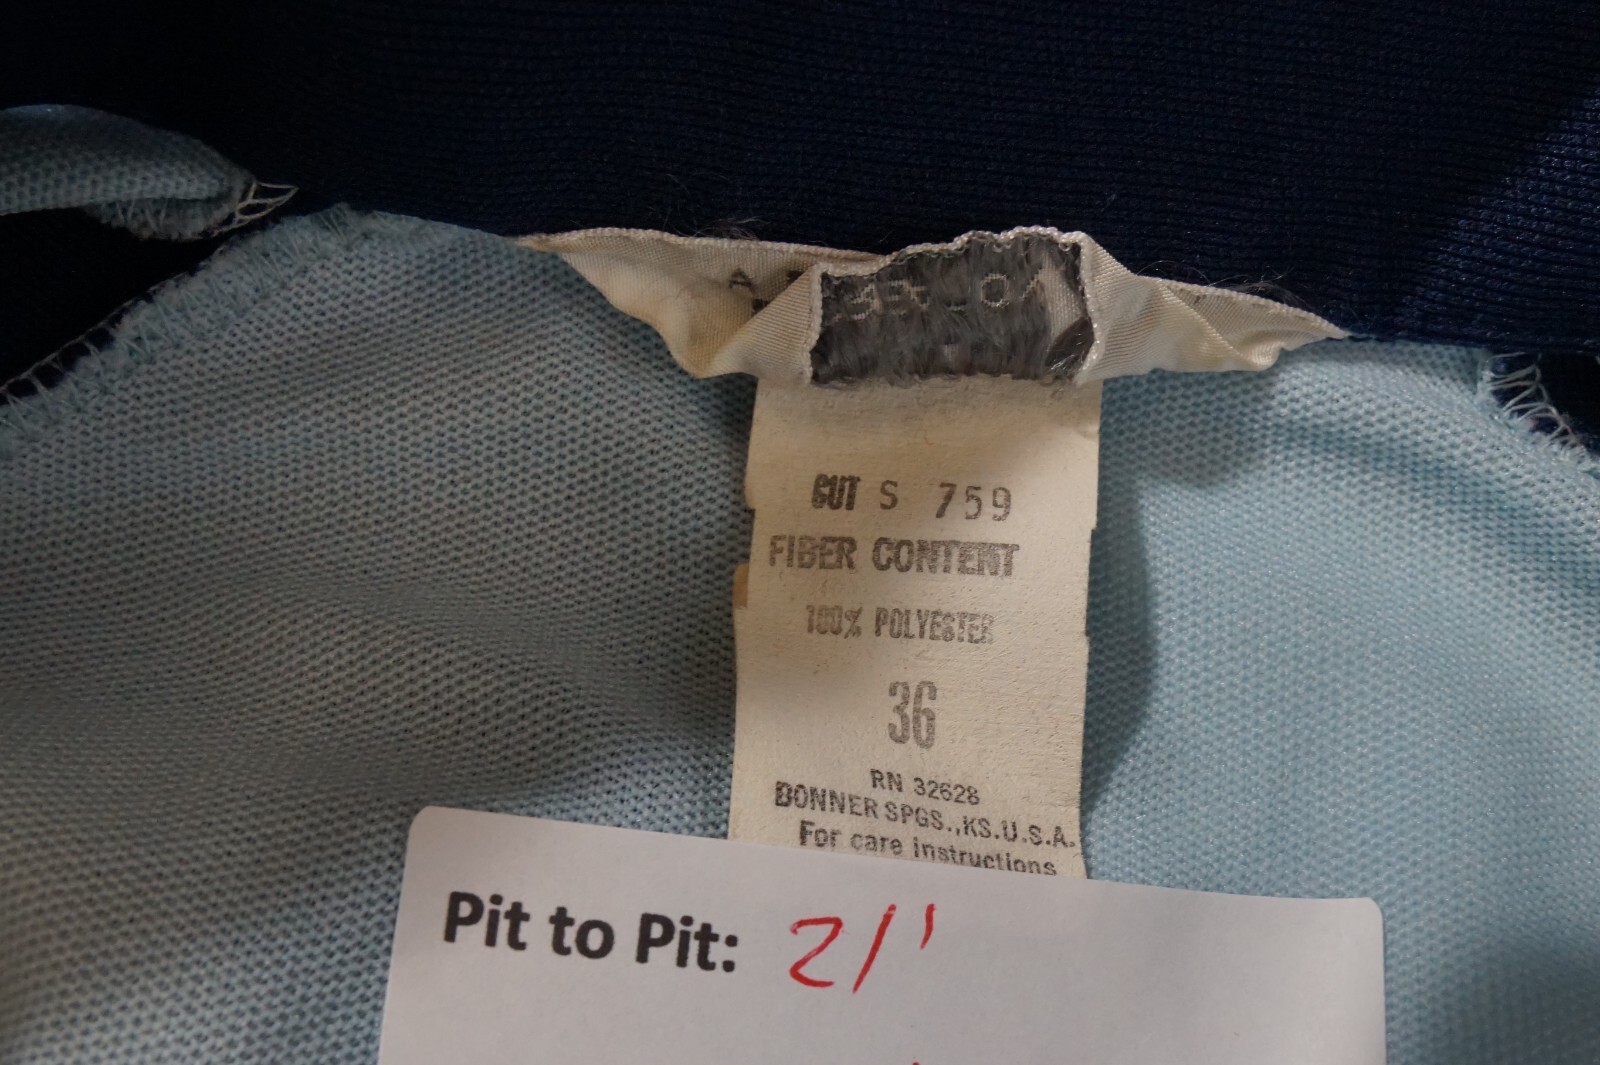 CUT S 759
FIBER CONTENT
100% POLYESTER
36
RN 32628
BONNER SPGS.,KS.U.S.A.
For care instructions
Pit to Pit: 21'